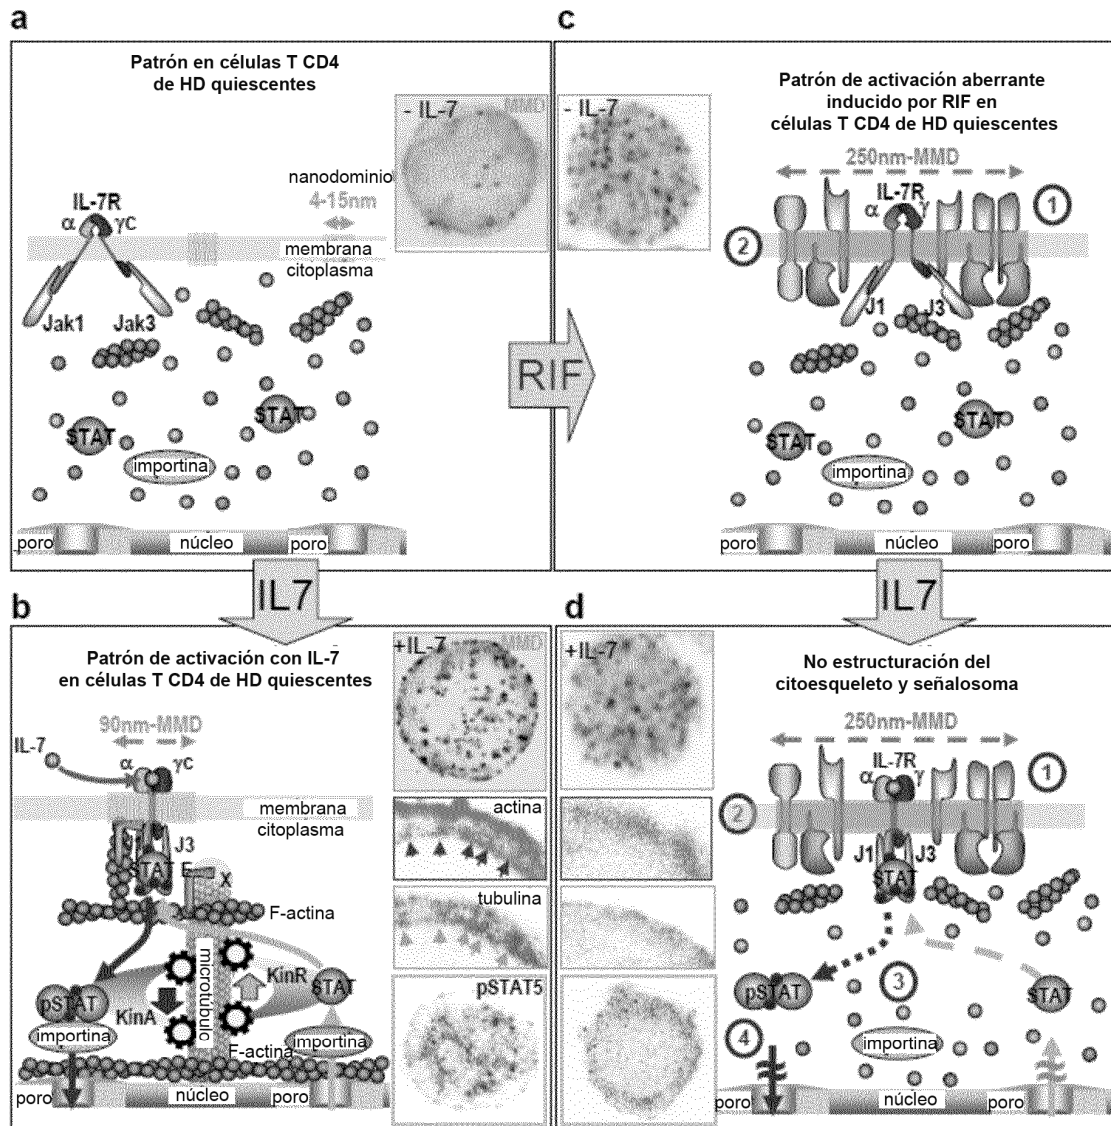 a
Patrón en células T CD4
de HD quiescentes
- IL-7
MMD
nanodominio
4-15nm
IL-7R
α
γC
membrana
citoplasma
Jak1
Jak3
STAT
STAT
importina
poro
núcleo
poro
RIF
c
- IL-7
Patrón de activación aberrante
inducido por RIF en
células T CD4 de HD quiescentes
250nm-MMD
IL-7R
α
γ
1
2
J1
J3
STAT
STAT
importina
poro
núcleo
poro
IL7
IL7
b
Patrón de activación con IL-7
en células T CD4 de HD quiescentes
+IL-7
MMD
90nm-MMD
IL-7
α
γc
membrana
citoplasma
J1
J3
STAT
E
X
F-actina
microtúbulc
KinR
KinA
pSTAT
STAT
importina
F-actina
importina
poro
núcleo
poro
actina
tubulina
pSTAT5
d
+IL-7
No estructuración del
citoesqueleto y señalosoma
250nm-MMD
IL-7R
α
γ
1
2
J1
J3
STAT
pSTAT
3
STAT
4
importina
poro
núcleo
poro